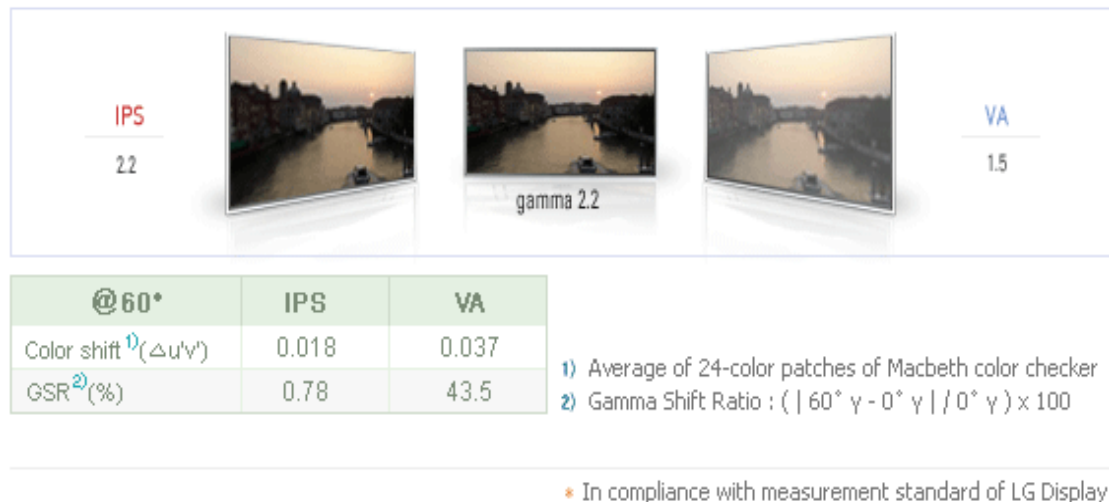 IPS
2.2
gamma 2.2
VA
1.5
@60° IPS VA
Color shift 1)(△u'v') 0.018 0.037
GSR2)(%) 0.78 43.5
1) Average of 24-color patches of Macbeth color checker
2) Gamma Shift Ratio : ( | 60° γ - 0° γ | / 0° γ ) x 100
* In compliance with measurement standard of LG Display